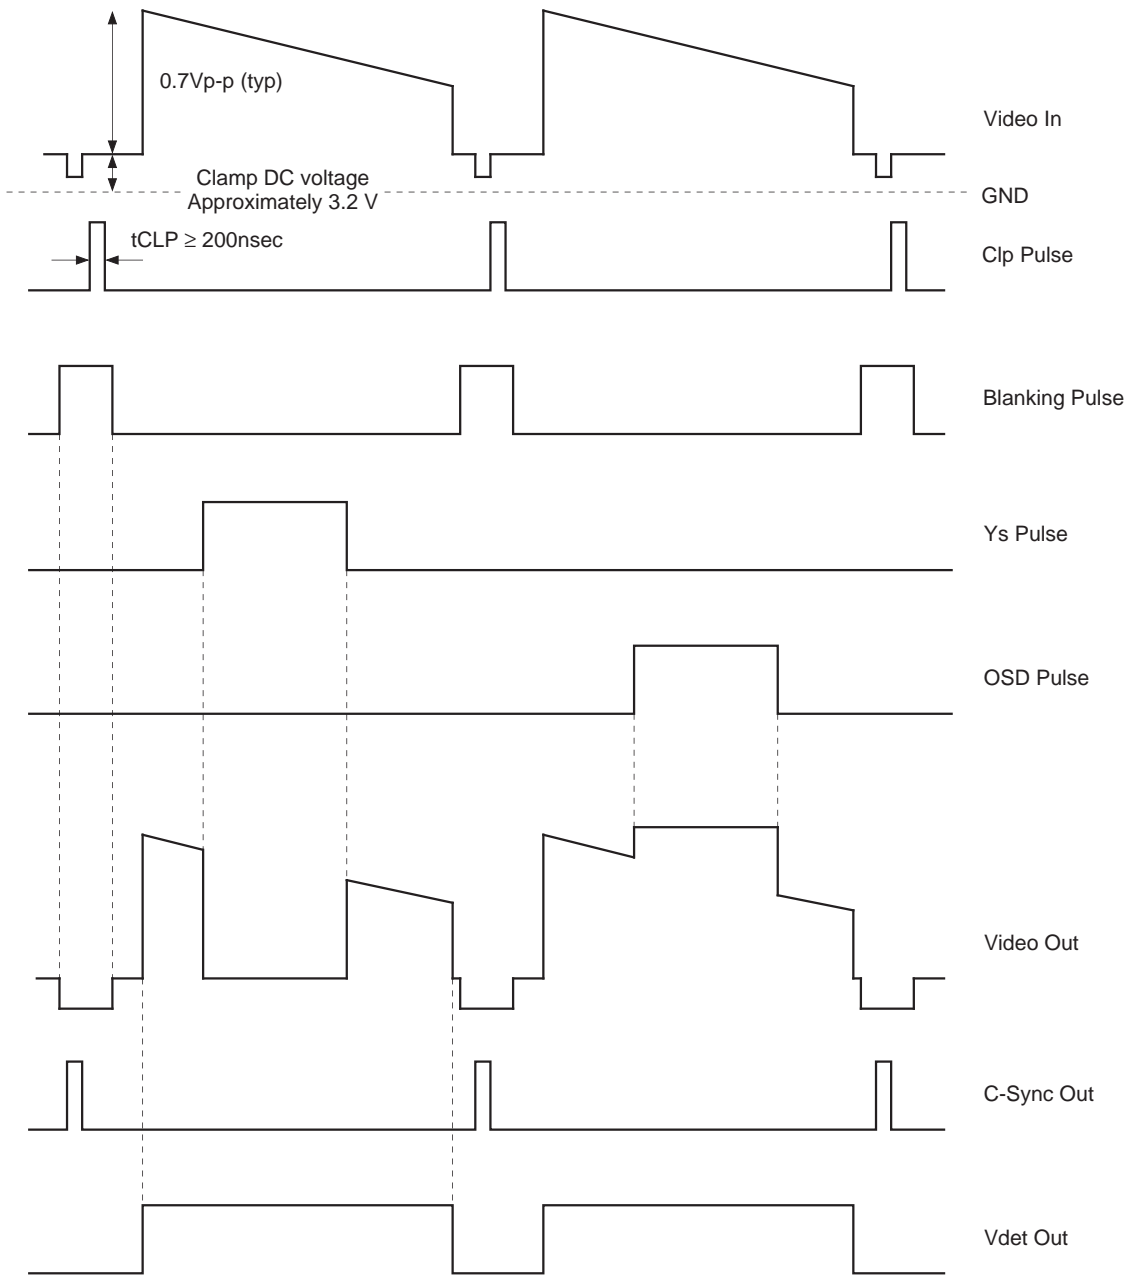 0.7Vp-p (typ)
Video In
Clamp DC voltage
Approximately 3.2 V
GND
tCLP ≥ 200nsec
Clp Pulse
Blanking Pulse
Ys Pulse
OSD Pulse
Video Out
C-Sync Out
Vdet Out